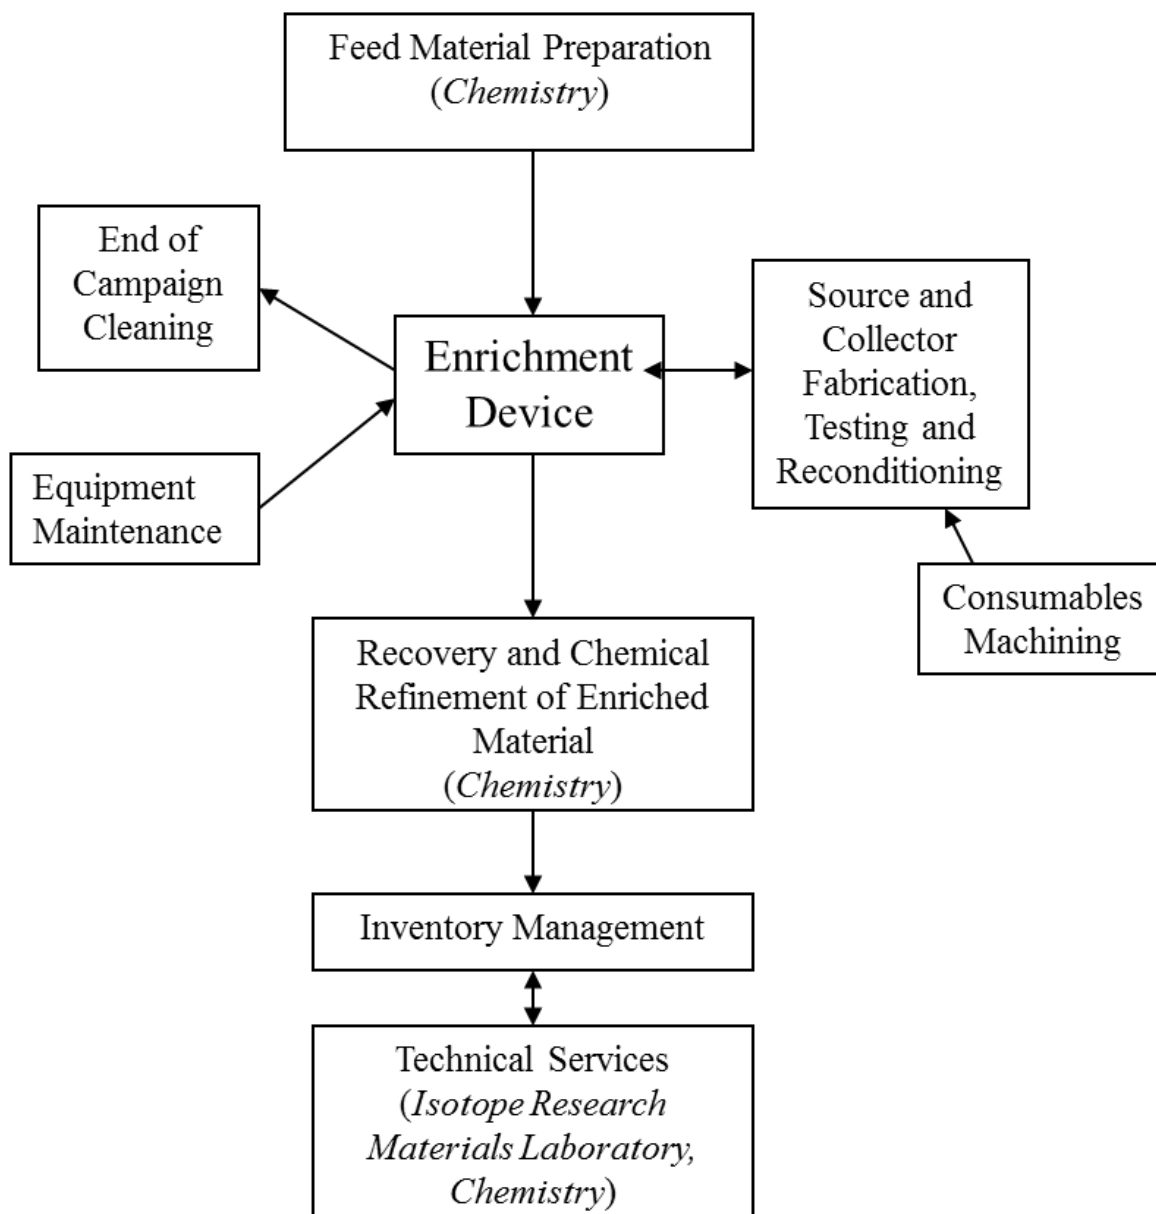 Feed Material Preparation
(Chemistry)
End of
Campaign
Cleaning
Source and
Collector
Fabrication,
Testing and
Reconditioning
Enrichment
Device
Equipment
Maintenance
Consumables
Machining
Recovery and Chemical
Refinement of Enriched
Material
(Chemistry)
Inventory Management
Technical Services
(Isotope Research
Materials Laboratory,
Chemistry)